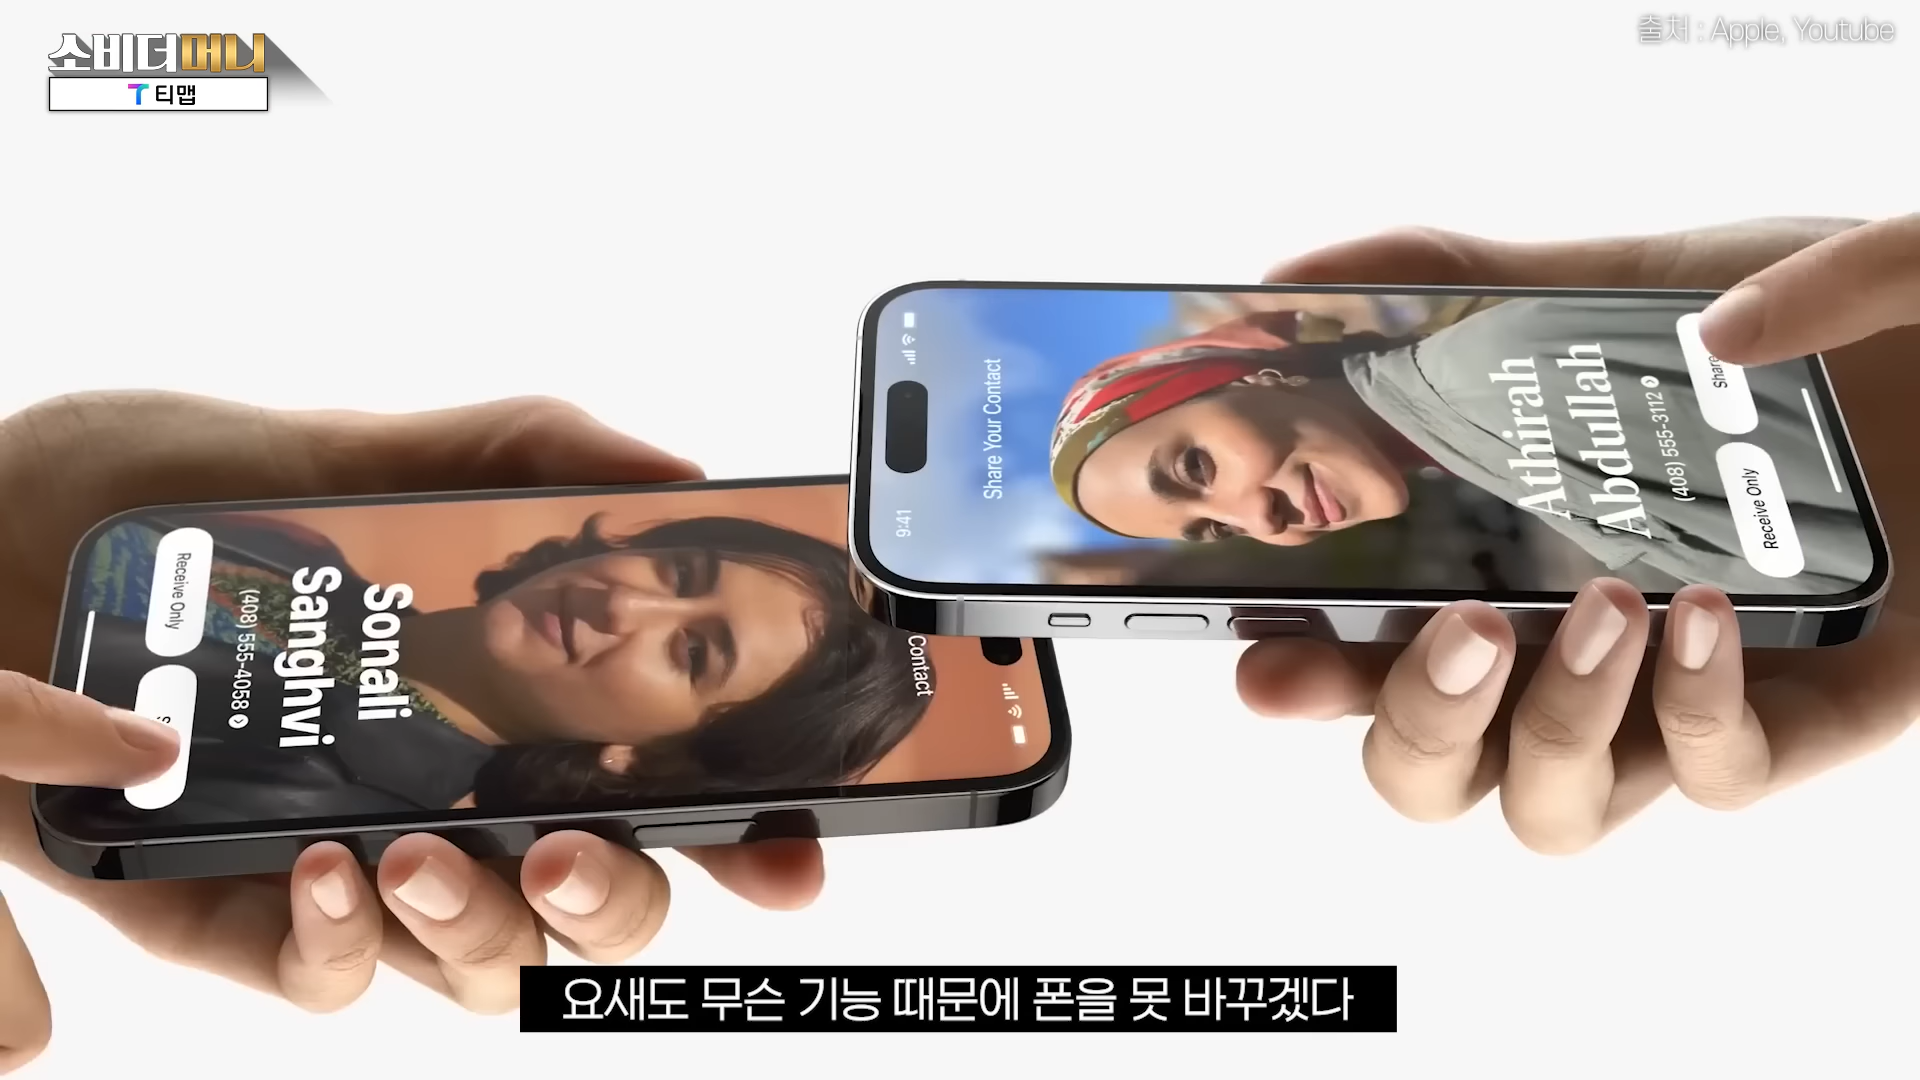 소비더머니
티맵
출처 : Apple, Youtube
9:41
Share Your Contact
Athirah
Abdullah
(408) 555-3112
Share
Receive Only
Contact
Sonali
Sanghvi
(408) 555-4058
Receive Only
S
요새도 무슨 기능 때문에 폰을 못 바꾸겠다